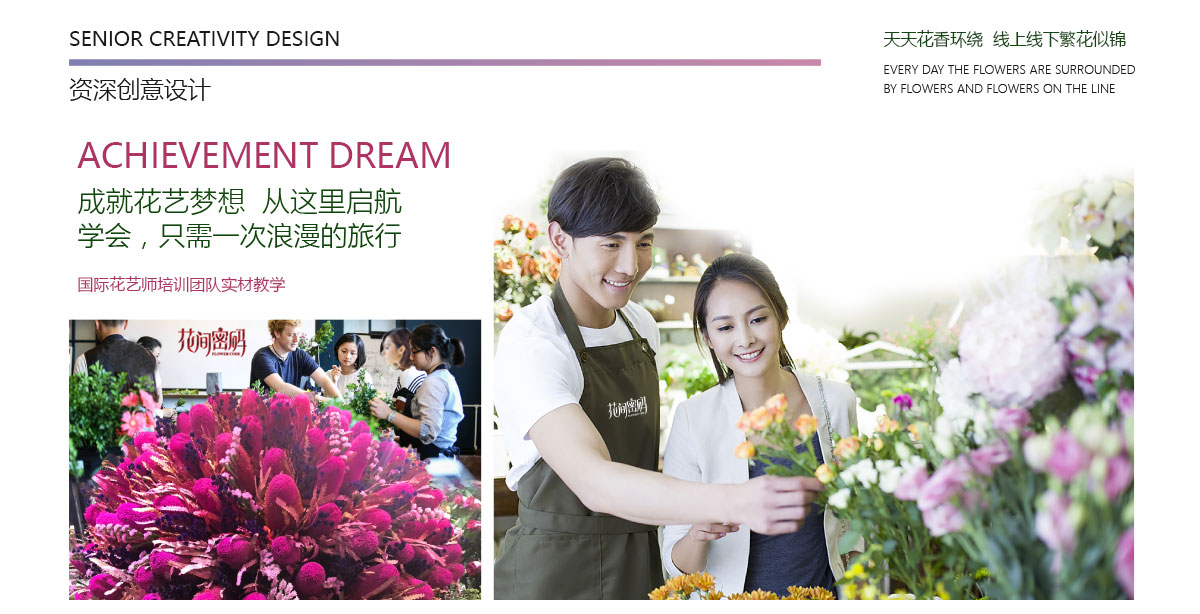 SENIOR CREATIVITY DESIGN
资深创意设计
天天花香环绕 线上线下繁花似锦
EVERY DAY THE FLOWERS ARE SURROUNDED
BY FLOWERS AND FLOWERS ON THE LINE
ACHIEVEMENT DREAM
成就花艺梦想 从这里启航
学会，只需一次浪漫的旅行
国际花艺师培训团队实材教学
花间密码
FLOWER CODE
花间密码